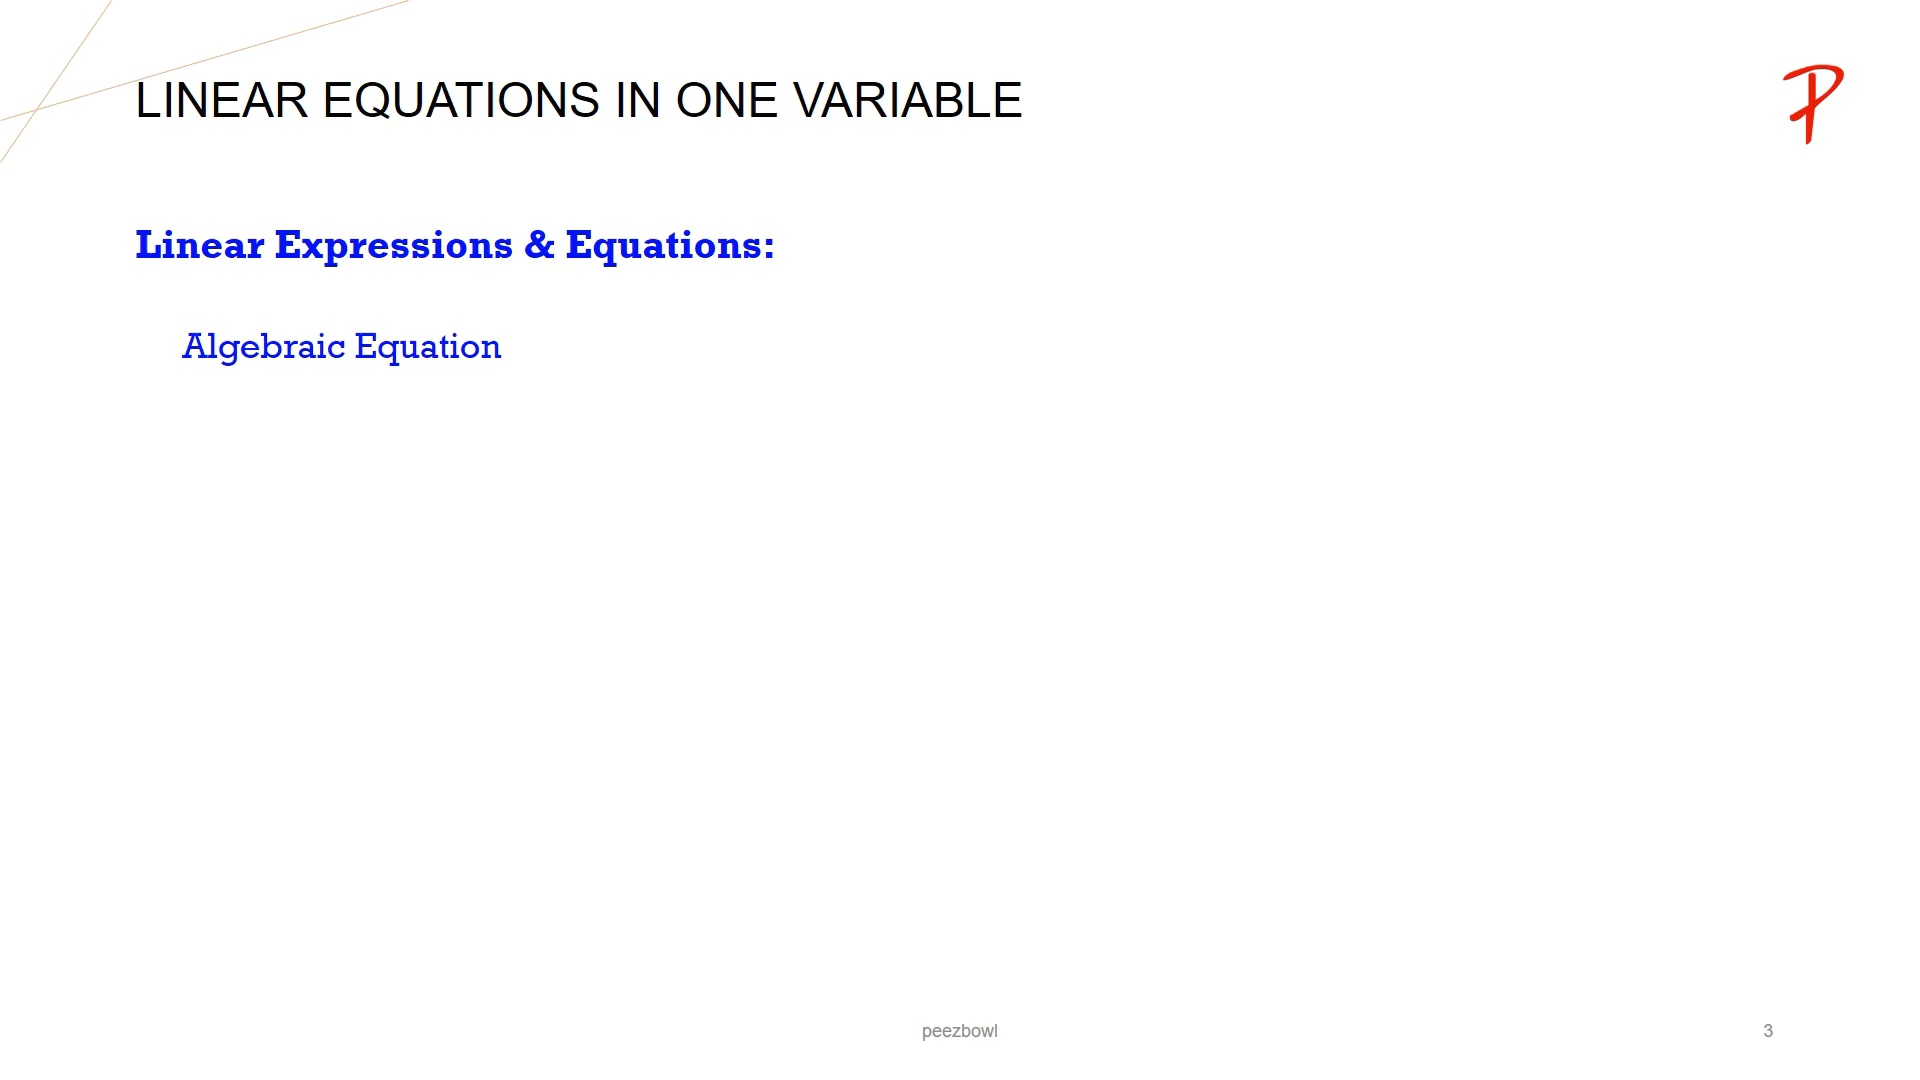 LINEAR EQUATIONS IN ONE VARIABLE
P
Linear Expressions & Equations:
Algebraic Equation
peezbowl
3